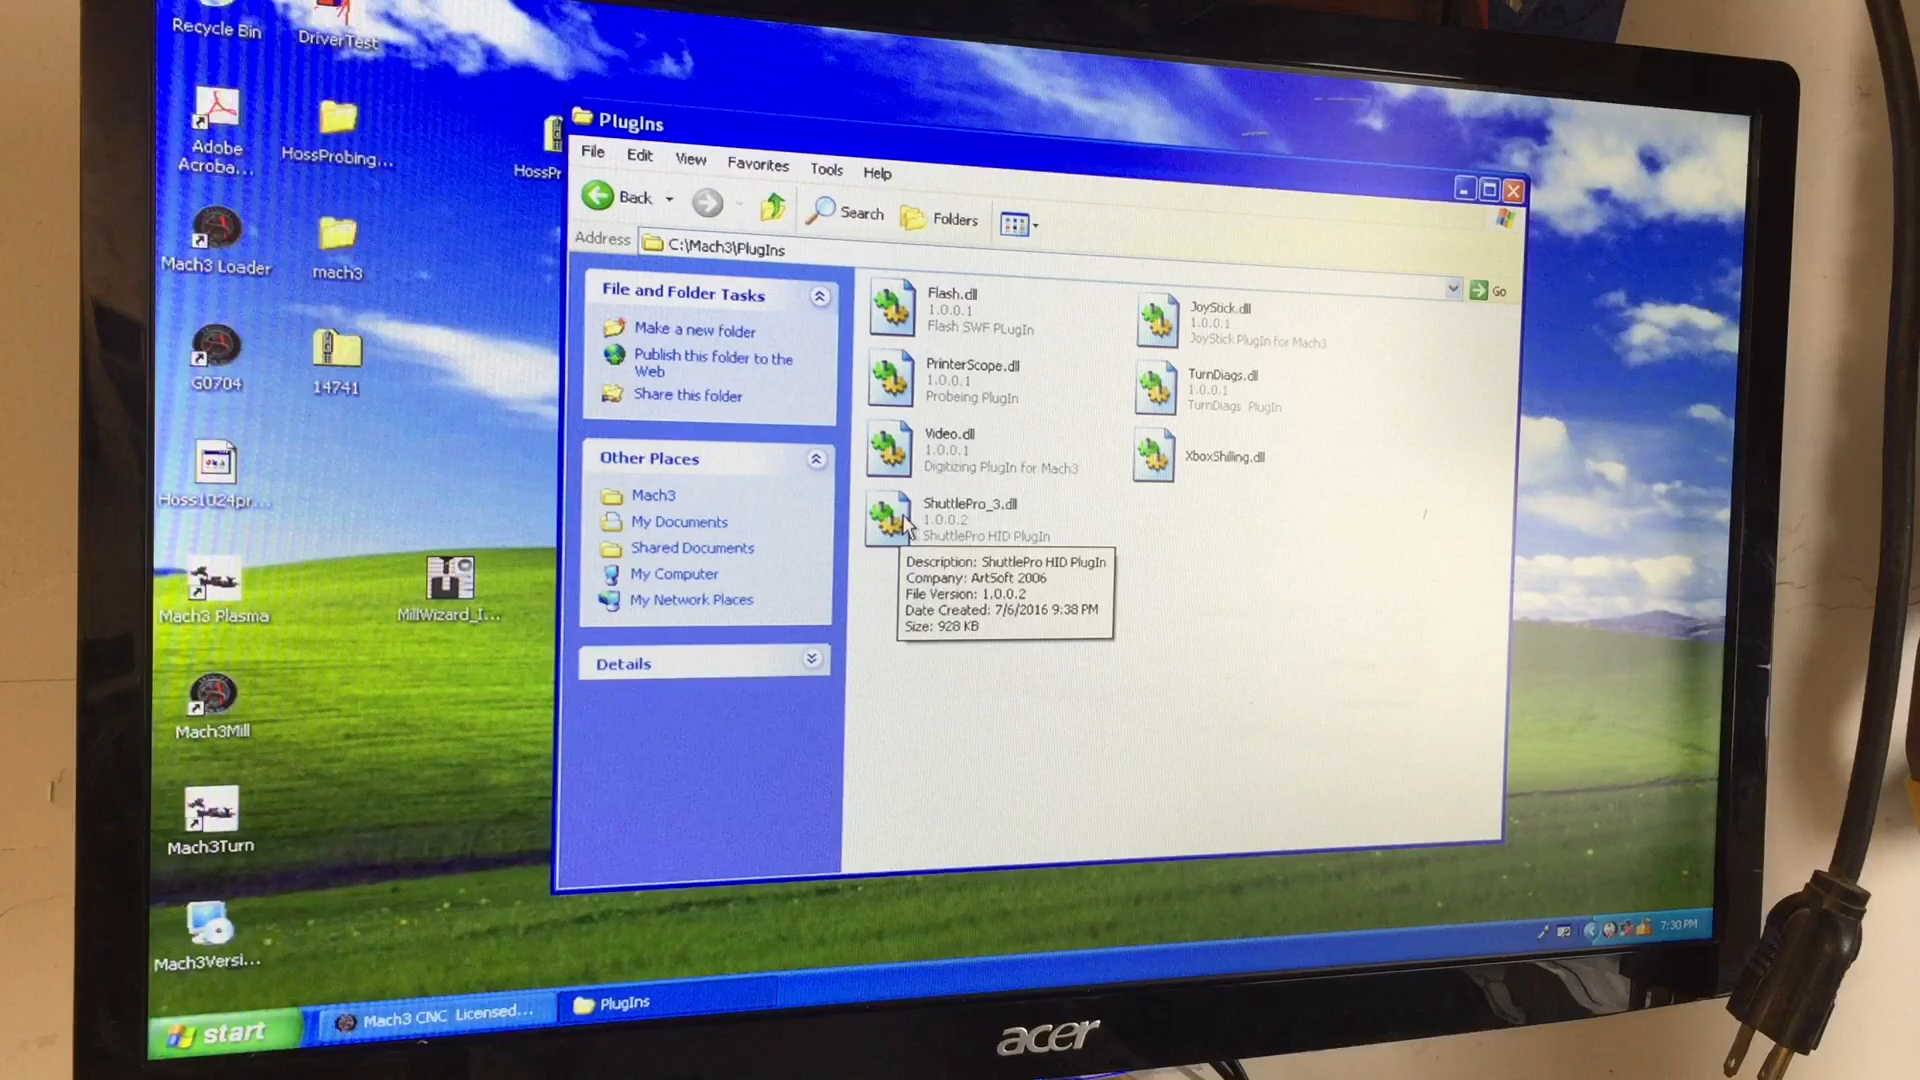 Recycle Bin
DriverTest
Adobe
Acroba...
HossProbing...
HossPr
Mach3 Loader
mach3
G0704
14741
Hoss1024pr...
Mach3 Plasma
MillWizard_I...
Mach3Mill
Mach3Turn
Mach3Versi...
PlugIns
File Edit View Favorites Tools Help
Back Search Folders
Address C:\Mach3\PlugIns Go
File and Folder Tasks
Make a new folder
Publish this folder to the
Web
Share this folder
Other Places
Mach3
My Documents
Shared Documents
My Computer
My Network Places
Details
Flash.dll
1.0.0.1
Flash SWF PLugIn
JoyStick.dll
1.0.0.1
JoyStick PlugIn for Mach3
PrinterScope.dll
1.0.0.1
Probeing PlugIn
TurnDiags.dll
1.0.0.1
TurnDiags PlugIn
Video.dll
1.0.0.1
Digitizing PlugIn for Mach3
XboxShilling.dll
ShuttlePro_3.dll
1.0.0.2
ShuttlePro HID PlugIn
Description: ShuttlePro HID PlugIn
Company: ArtSoft 2006
File Version: 1.0.0.2
Date Created: 7/6/2016 9:38 PM
Size: 928 KB
start
Mach3 CNC Licensed...
PlugIns
7:30 PM
acer